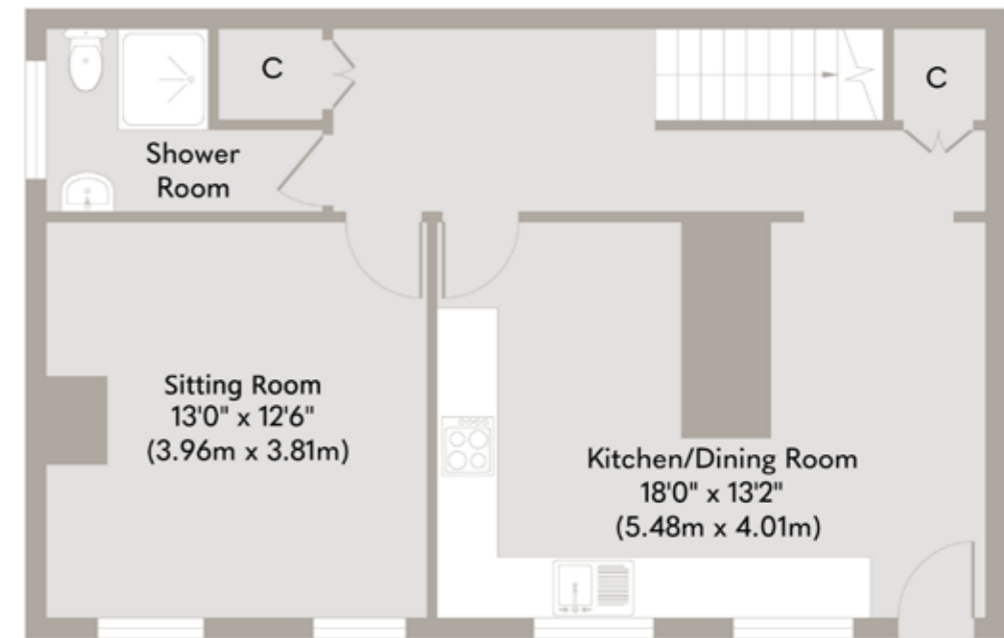 C
C
Shower
Room
Sitting Room
13'0" x 12'6"
(3.96m x 3.81m)
Kitchen/Dining Room
18'0" x 13'2"
(5.48m x 4.01m)